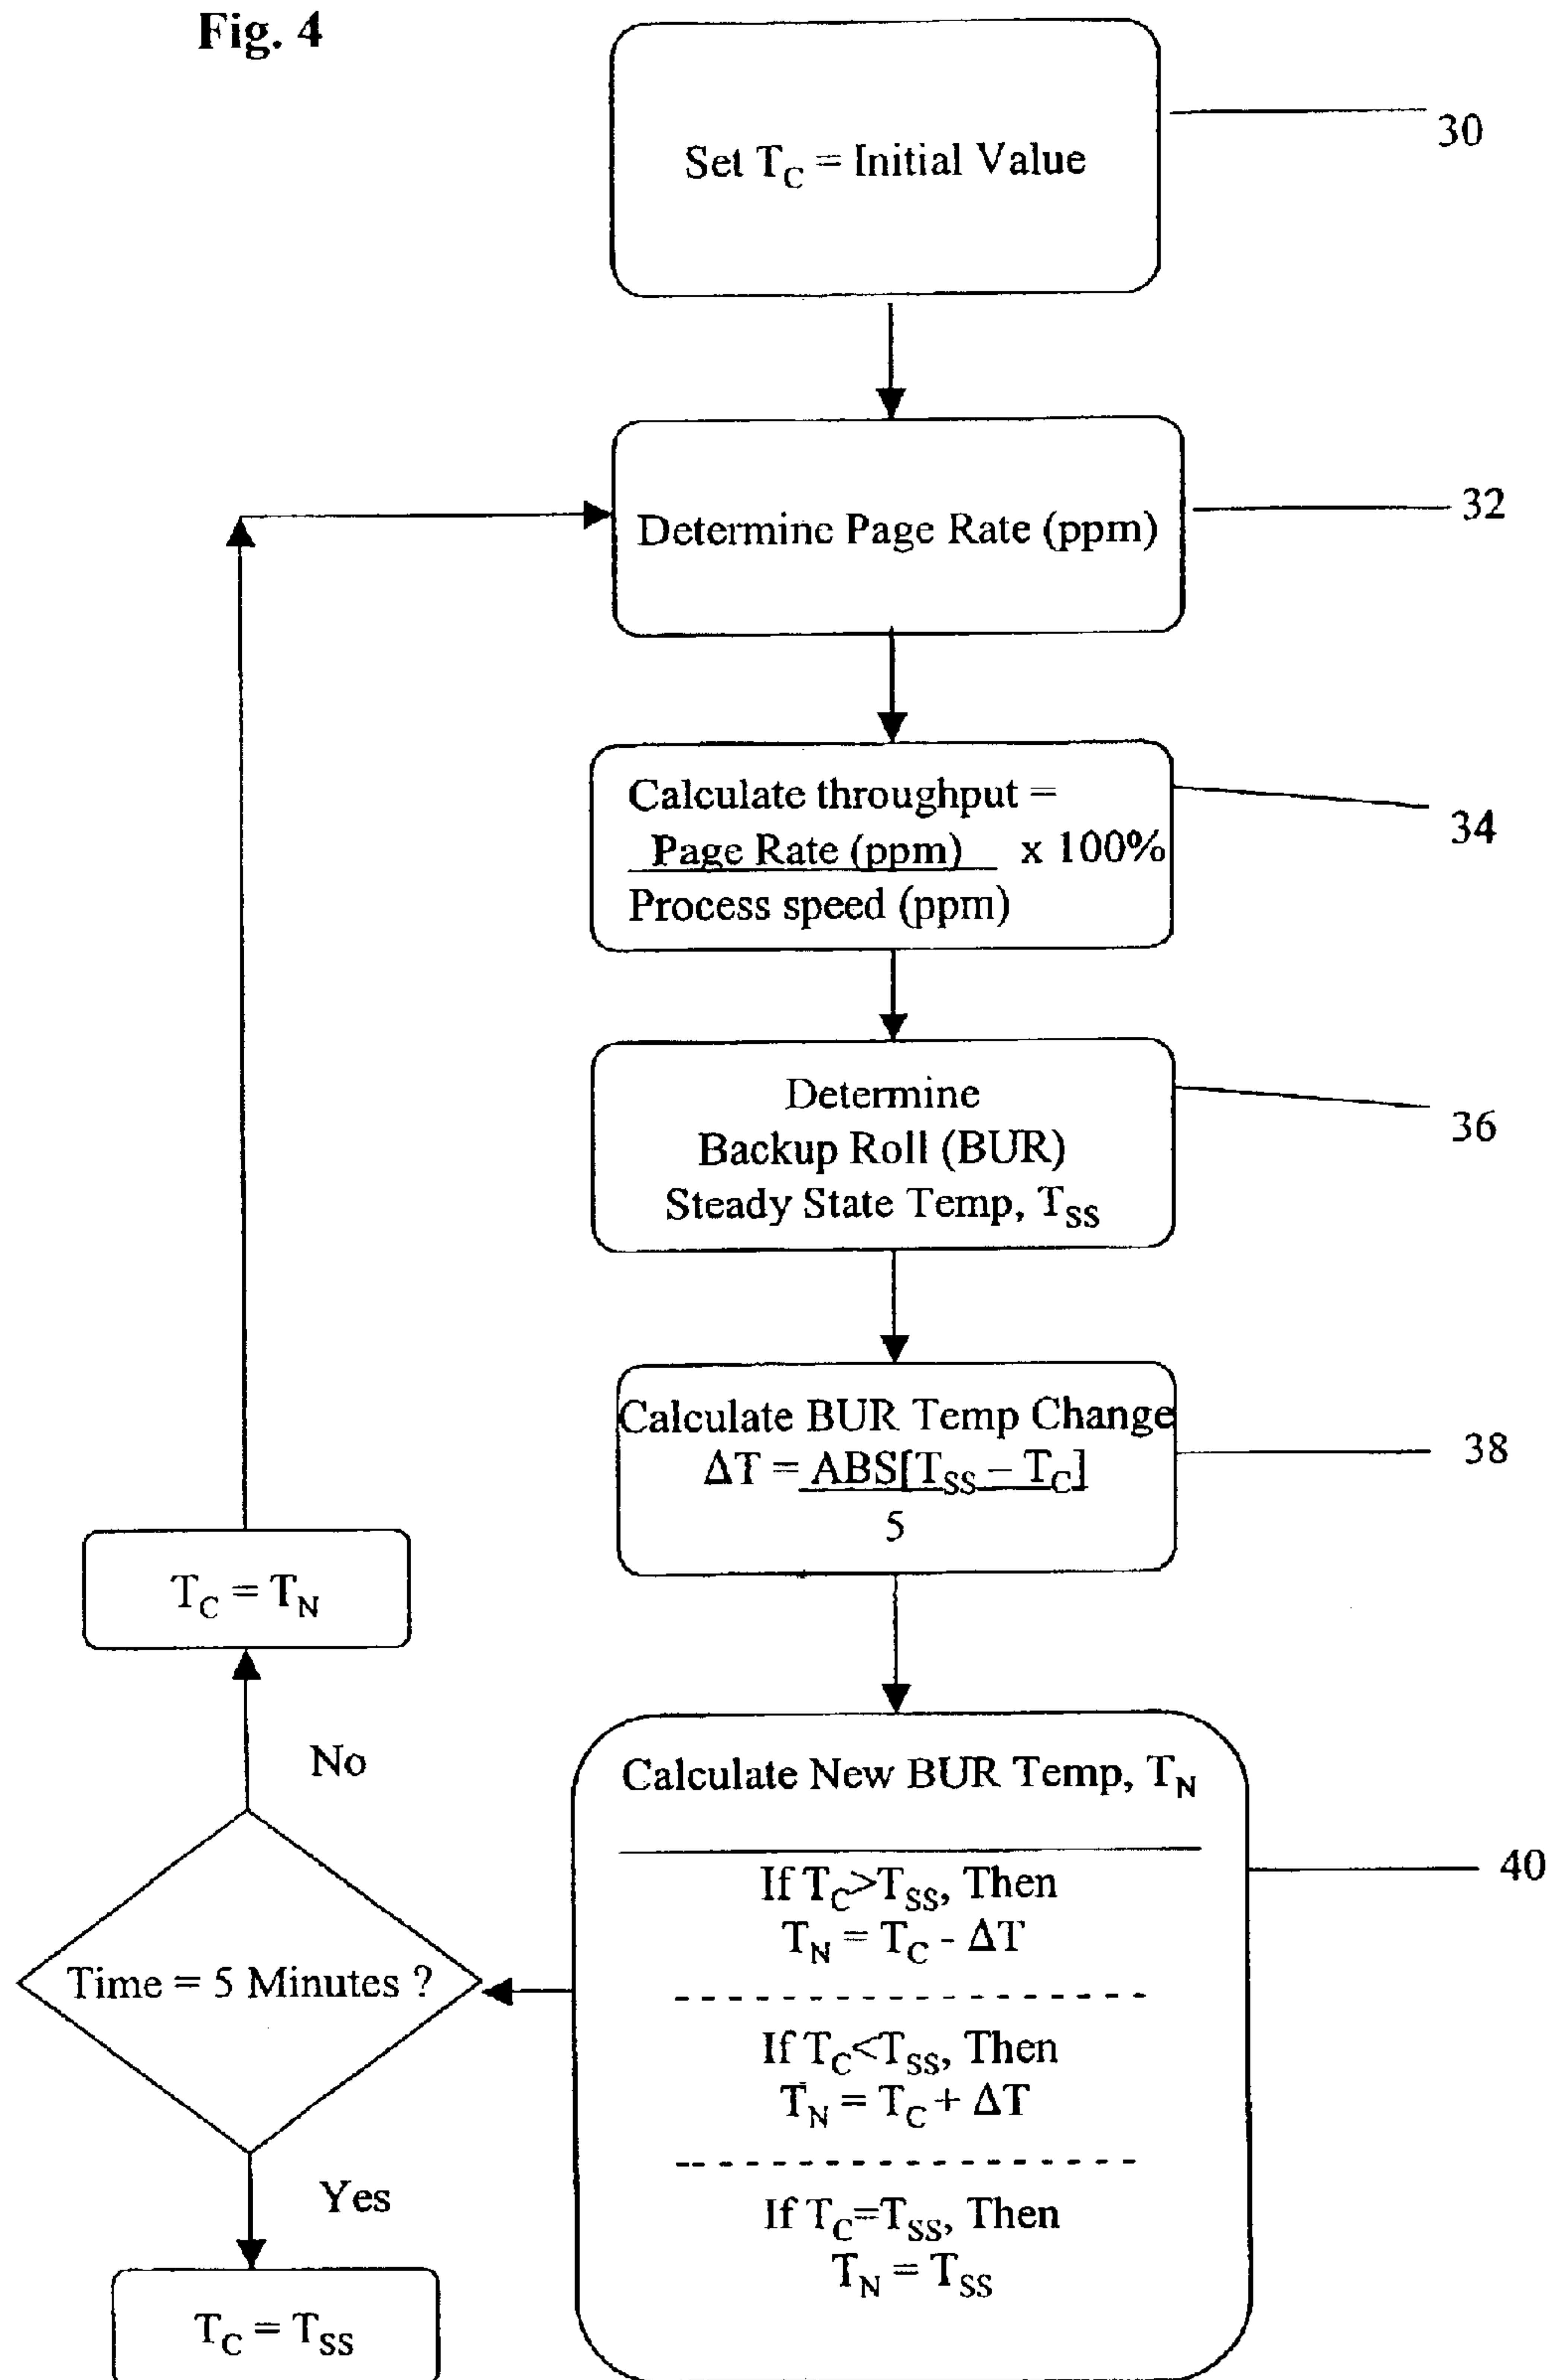 Fig. 4
Set T_C = Initial Value
30
Determine Page Rate (ppm)
32
Calculate throughput =
Page Rate (ppm) x 100%
Process speed (ppm)
34
Determine
Backup Roll (BUR)
Steady State Temp, T_SS
36
Calculate BUR Temp Change
ΔT = ABS[T_SS – T_C]
5
38
Calculate New BUR Temp, T_N
If T_C>T_SS, Then
T_N = T_C - ΔT
If T_C<T_SS, Then
T_N = T_C + ΔT
If T_C=T_SS, Then
T_N = T_SS
40
Time = 5 Minutes ?
No
T_C = T_N
Yes
T_C = T_SS